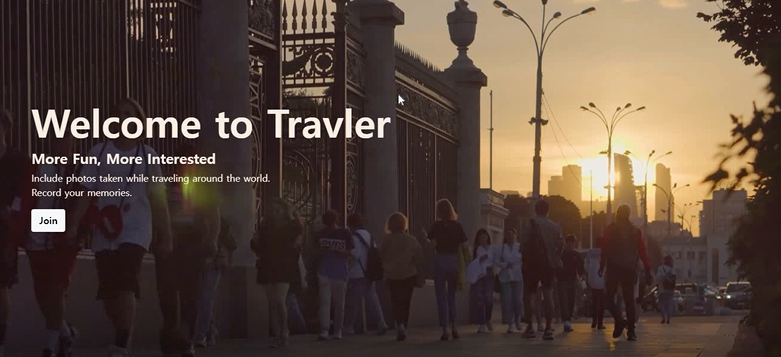 Welcome to Travler
More Fun, More Interested
Include photos taken while traveling around the world.
Record your memories.
Join